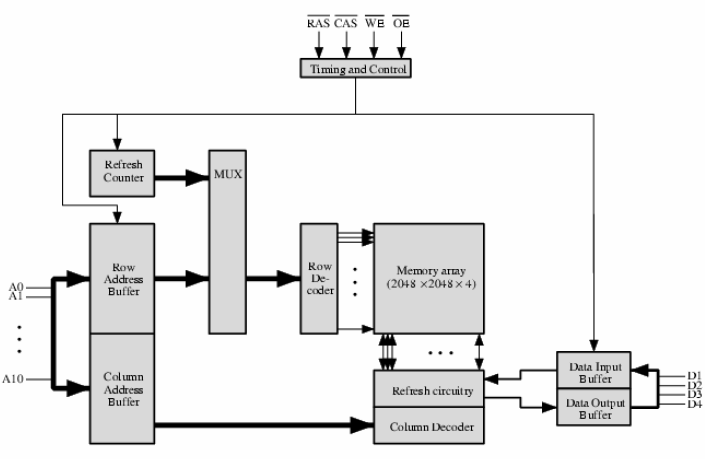 RAS CAS WE OE
Timing and Control
Refresh
Counter
MUX
Row
Address
Buffer
Row
De-
coder
Memory array
(2048 ×2048 × 4)
A0
A1
A10
Column
Address
Buffer
Refresh circuitry
Column Decoder
Data Input
Buffer
Data Output
Buffer
D1
D2
D3
D4